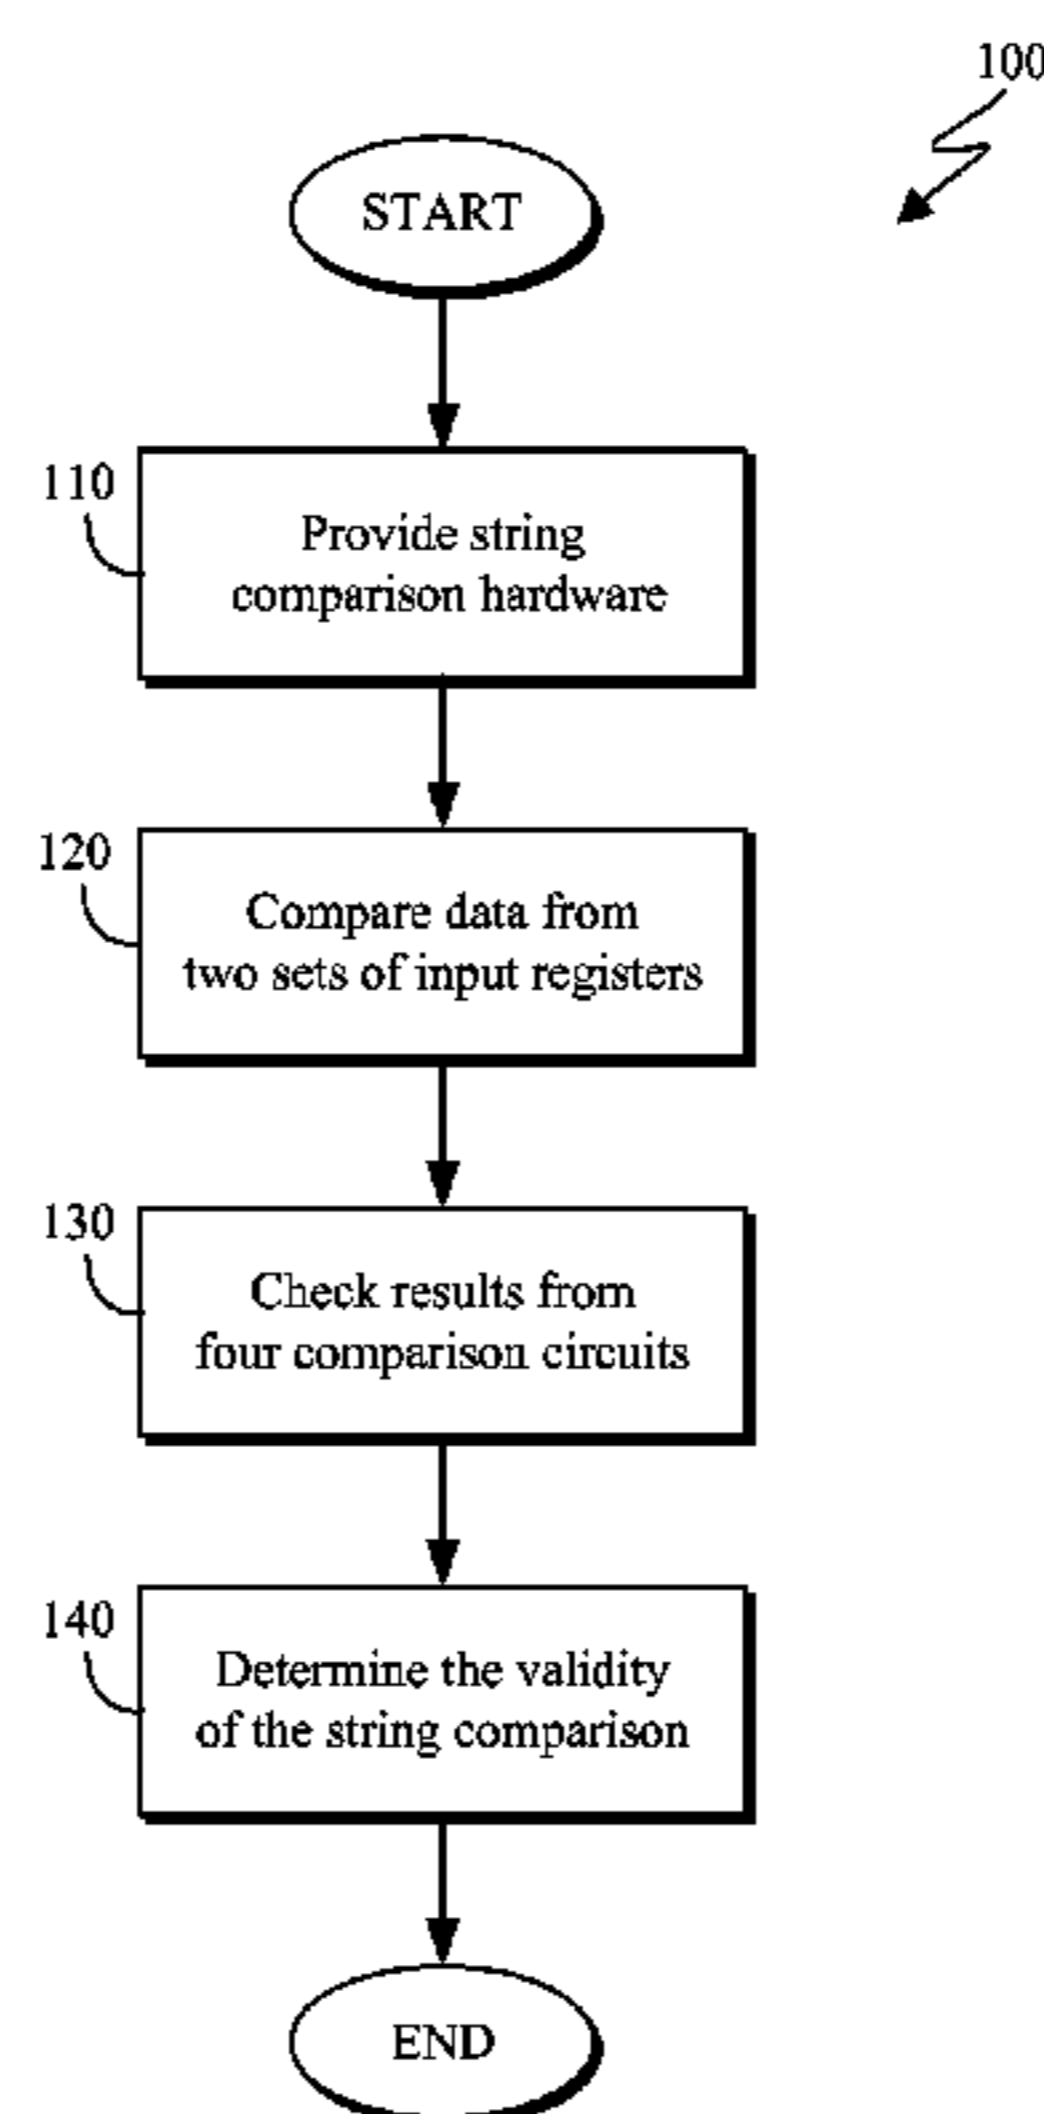 100
START
110
Provide string
comparison hardware
120
Compare data from
two sets of input registers
130
Check results from
four comparison circuits
140
Determine the validity
of the string comparison
END